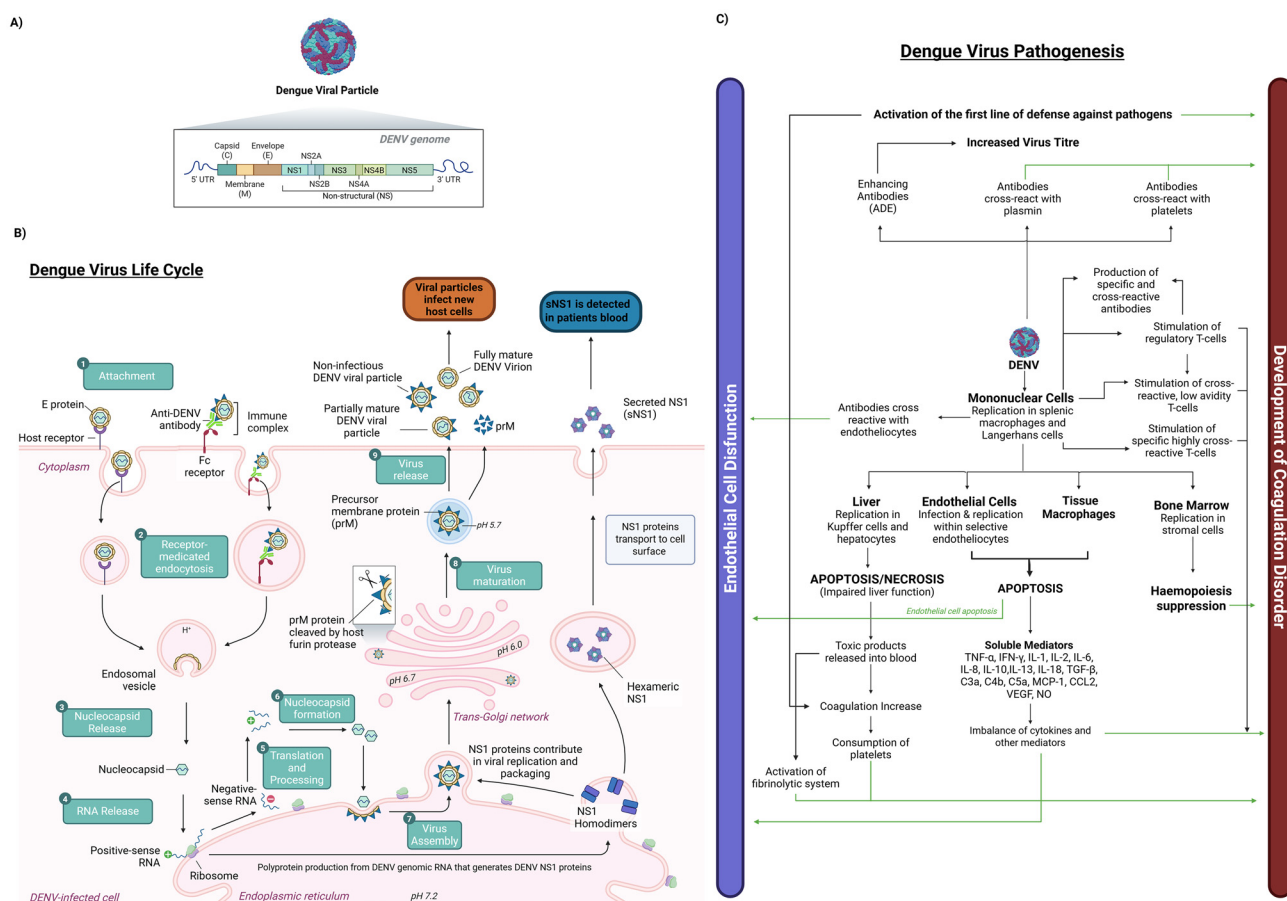 A)
Dengue Viral Particle
DENV genome
Capsid
(C)
Envelope
(E)
NS2A
NS1
NS3
NS4B
NS5
5' UTR
3' UTR
Membrane
(M)
NS2B
NS4A
Non-structural (NS)
B)
Dengue Virus Life Cycle
Viral particles
infect new
host cells
sNS1 is detected
in patients blood
1
Attachment
E protein
Host receptor
Anti-DENV
antibody
Immune
complex
Fc
receptor
Cytoplasm
Non-infectious
DENV viral particle
Fully mature
DENV Virion
Partially mature
DENV viral
particle
prM
Secreted NS1
(sNS1)
9
Virus
release
Precursor
membrane protein
(prM)
pH 5.7
NS1 proteins
transport to cell
surface
2
Receptor-
medicated
endocytosis
8
Virus
maturation
prM protein
cleaved by host
furin protease
H⁺
Endosomal
vesicle
pH 6.0
pH 6.7
Hexameric
NS1
3
Nucleocapsid
Release
6
Nucleocapsid
formation
Trans-Golgi network
Nucleocapsid
5
Translation
and
Processing
NS1 proteins contribute
in viral replication and
packaging
Negative-
sense RNA
4
RNA Release
7
Virus
Assembly
NS1
Homodimers
Positive-sense
RNA
Ribosome
Polyprotein production from DENV genomic RNA that generates DENV NS1 proteins
DENV-infected cell
Endoplasmic reticulum
pH 7.2
C)
Dengue Virus Pathogenesis
Endothelial Cell Disfunction
Development of Coagulation Disorder
Activation of the first line of defense against pathogens
Increased Virus Titre
Enhancing
Antibodies
(ADE)
Antibodies
cross-react with
plasmin
Antibodies
cross-react with
platelets
Production of
specific and
cross-reactive
antibodies
DENV
Stimulation of
regulatory T-cells
Mononuclear Cells
Replication in splenic
macrophages and
Langerhans cells
Stimulation of cross-
reactive, low avidity
T-cells
Antibodies cross
reactive with
endotheliocytes
Stimulation of
specific highly cross-
reactive T-cells
Liver
Replication in
Kupffer cells and
hepatocytes
Endothelial Cells
Infection & replication
within selective
endotheliocytes
Tissue
Macrophages
Bone Marrow
Replication in
stromal cells
APOPTOSIS/NECROSIS
(Impaired liver function)
APOPTOSIS
Haemopoiesis
suppression
Endothelial cell apoptosis
Toxic products
released into blood
Soluble Mediators
TNF-α, IFN-γ, IL-1, IL-2, IL-6,
IL-8, IL-10,IL-13, IL-18, TGF-β,
C3a, C4b, C5a, MCP-1, CCL2,
VEGF, NO
Coagulation Increase
Imbalance of cytokines and
other mediators
Consumption of
platelets
Activation of
fibrinolytic system